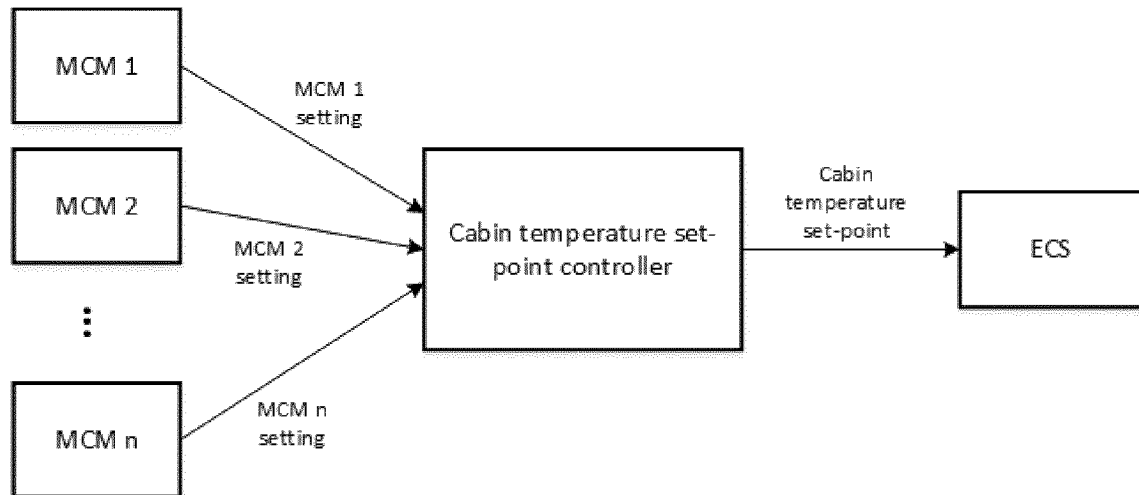 MCM 1
MCM 1
setting
MCM 2
MCM 2
setting
Cabin temperature set-
point controller
Cabin
temperature
set-point
ECS
MCM n
MCM n
setting